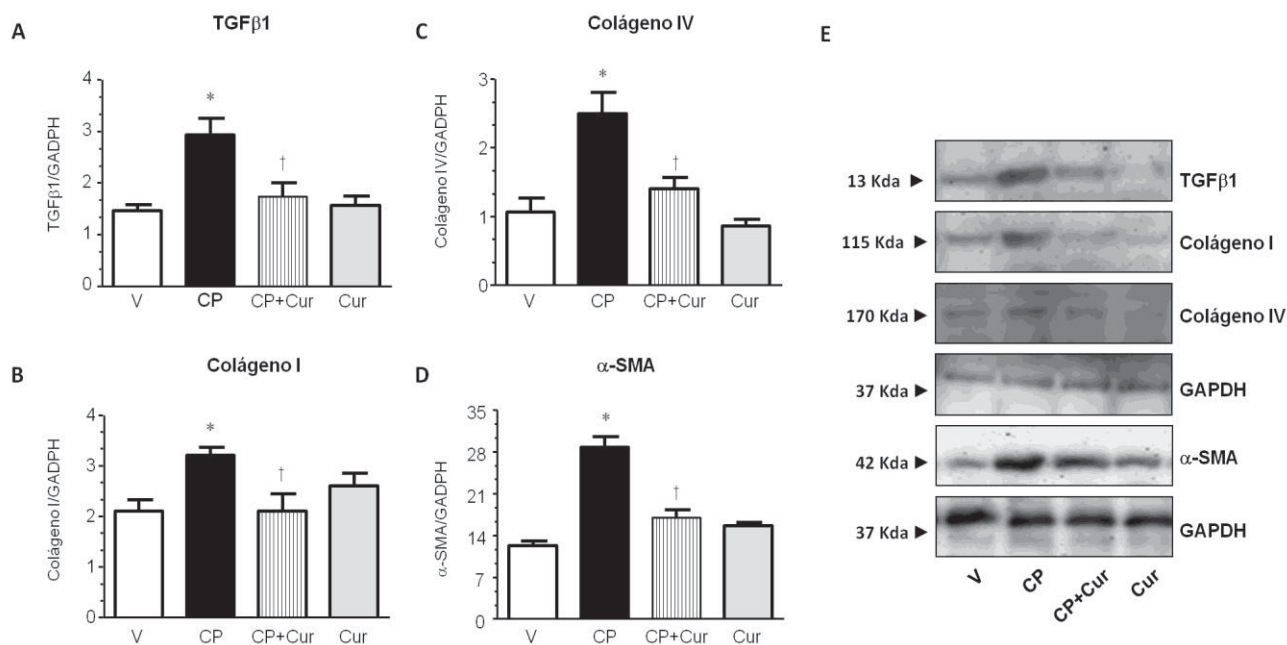 A
TGFβ1
TGFβ1/GADPH
4
3
2
1
0
*
†
V
CP
CP+Cur
Cur
B
Colágeno I
Colágeno I/GADPH
4
3
2
1
0
*
†
V
CP
CP+Cur
Cur
C
Colágeno IV
Colágeno IV/GADPH
3
2
1
0
*
†
V
CP
CP+Cur
Cur
D
α-SMA
α-SMA/GADPH
35
28
21
14
7
0
*
†
V
CP
CP+Cur
Cur
E
13 Kda
TGFβ1
115 Kda
Colágeno I
170 Kda
Colágeno IV
37 Kda
GAPDH
42 Kda
α-SMA
37 Kda
GAPDH
V
CP
CP+Cur
Cur